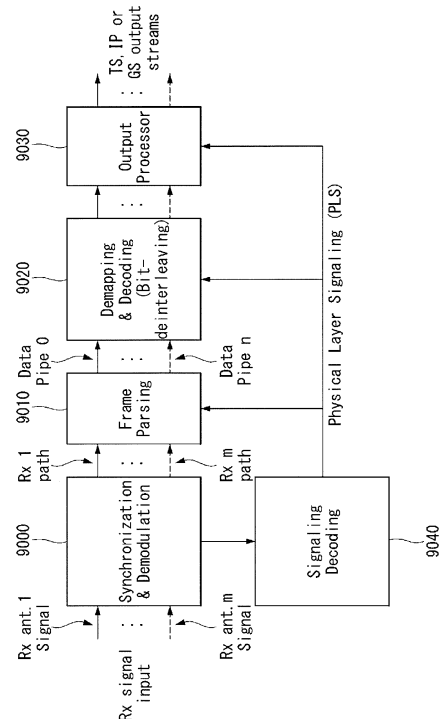 Rx signal
input
Rx ant.1
Signal
Rx ant.m
Signal
9000
Synchronization
& Demodulation
Rx 1
path
Rx m
path
9010
Frame
Parsing
Data
Pipe 0
Data
Pipe n
9020
Demapping
& Decoding
(Bit-
deinterleaving)
9030
Output
Processor
TS, IP or
GS output
streams
Signaling
Decoding
9040
Physical Layer Signaling (PLS)